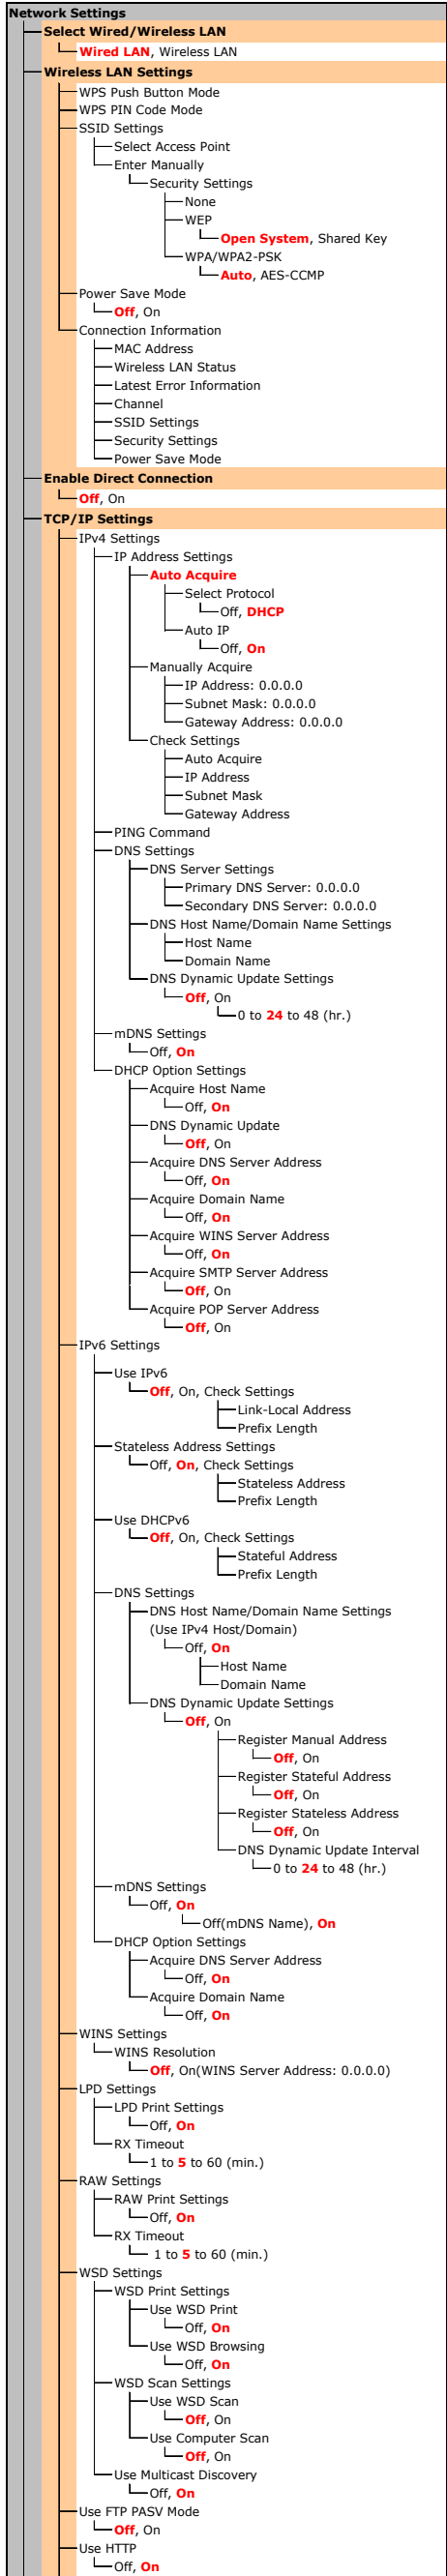 Network Settings
Select Wired/Wireless LAN
Wired LAN, Wireless LAN
Wireless LAN Settings
WPS Push Button Mode
WPS PIN Code Mode
SSID Settings
Select Access Point
Enter Manually
Security Settings
None
WEP
Open System, Shared Key
WPA/WPA2-PSK
Auto, AES-CCMP
Power Save Mode
Off, On
Connection Information
MAC Address
Wireless LAN Status
Latest Error Information
Channel
SSID Settings
Security Settings
Power Save Mode
Enable Direct Connection
Off, On
TCP/IP Settings
IPv4 Settings
IP Address Settings
Auto Acquire
Select Protocol
Off, DHCP
Auto IP
Off, On
Manually Acquire
IP Address: 0.0.0.0
Subnet Mask: 0.0.0.0
Gateway Address: 0.0.0.0
Check Settings
Auto Acquire
IP Address
Subnet Mask
Gateway Address
PING Command
DNS Settings
DNS Server Settings
Primary DNS Server: 0.0.0.0
Secondary DNS Server: 0.0.0.0
DNS Host Name/Domain Name Settings
Host Name
Domain Name
DNS Dynamic Update Settings
Off, On
0 to 24 to 48 (hr.)
mDNS Settings
Off, On
DHCP Option Settings
Acquire Host Name
Off, On
DNS Dynamic Update
Off, On
Acquire DNS Server Address
Off, On
Acquire Domain Name
Off, On
Acquire WINS Server Address
Off, On
Acquire SMTP Server Address
Off, On
Acquire POP Server Address
Off, On
IPv6 Settings
Use IPv6
Off, On, Check Settings
Link-Local Address
Prefix Length
Stateless Address Settings
Off, On, Check Settings
Stateless Address
Prefix Length
Use DHCPv6
Off, On, Check Settings
Stateful Address
Prefix Length
DNS Settings
DNS Host Name/Domain Name Settings
(Use IPv4 Host/Domain)
Off, On
Host Name
Domain Name
DNS Dynamic Update Settings
Off, On
Register Manual Address
Off, On
Register Stateful Address
Off, On
Register Stateless Address
Off, On
DNS Dynamic Update Interval
0 to 24 to 48 (hr.)
mDNS Settings
Off, On
Off(mDNS Name), On
DHCP Option Settings
Acquire DNS Server Address
Off, On
Acquire Domain Name
Off, On
WINS Settings
WINS Resolution
Off, On(WINS Server Address: 0.0.0.0)
LPD Settings
LPD Print Settings
Off, On
RX Timeout
1 to 5 to 60 (min.)
RAW Settings
RAW Print Settings
Off, On
RX Timeout
1 to 5 to 60 (min.)
WSD Settings
WSD Print Settings
Use WSD Print
Off, On
Use WSD Browsing
Off, On
WSD Scan Settings
Use WSD Scan
Off, On
Use Computer Scan
Off, On
Use Multicast Discovery
Off, On
Use FTP PASV Mode
Off, On
Use HTTP
Off, On